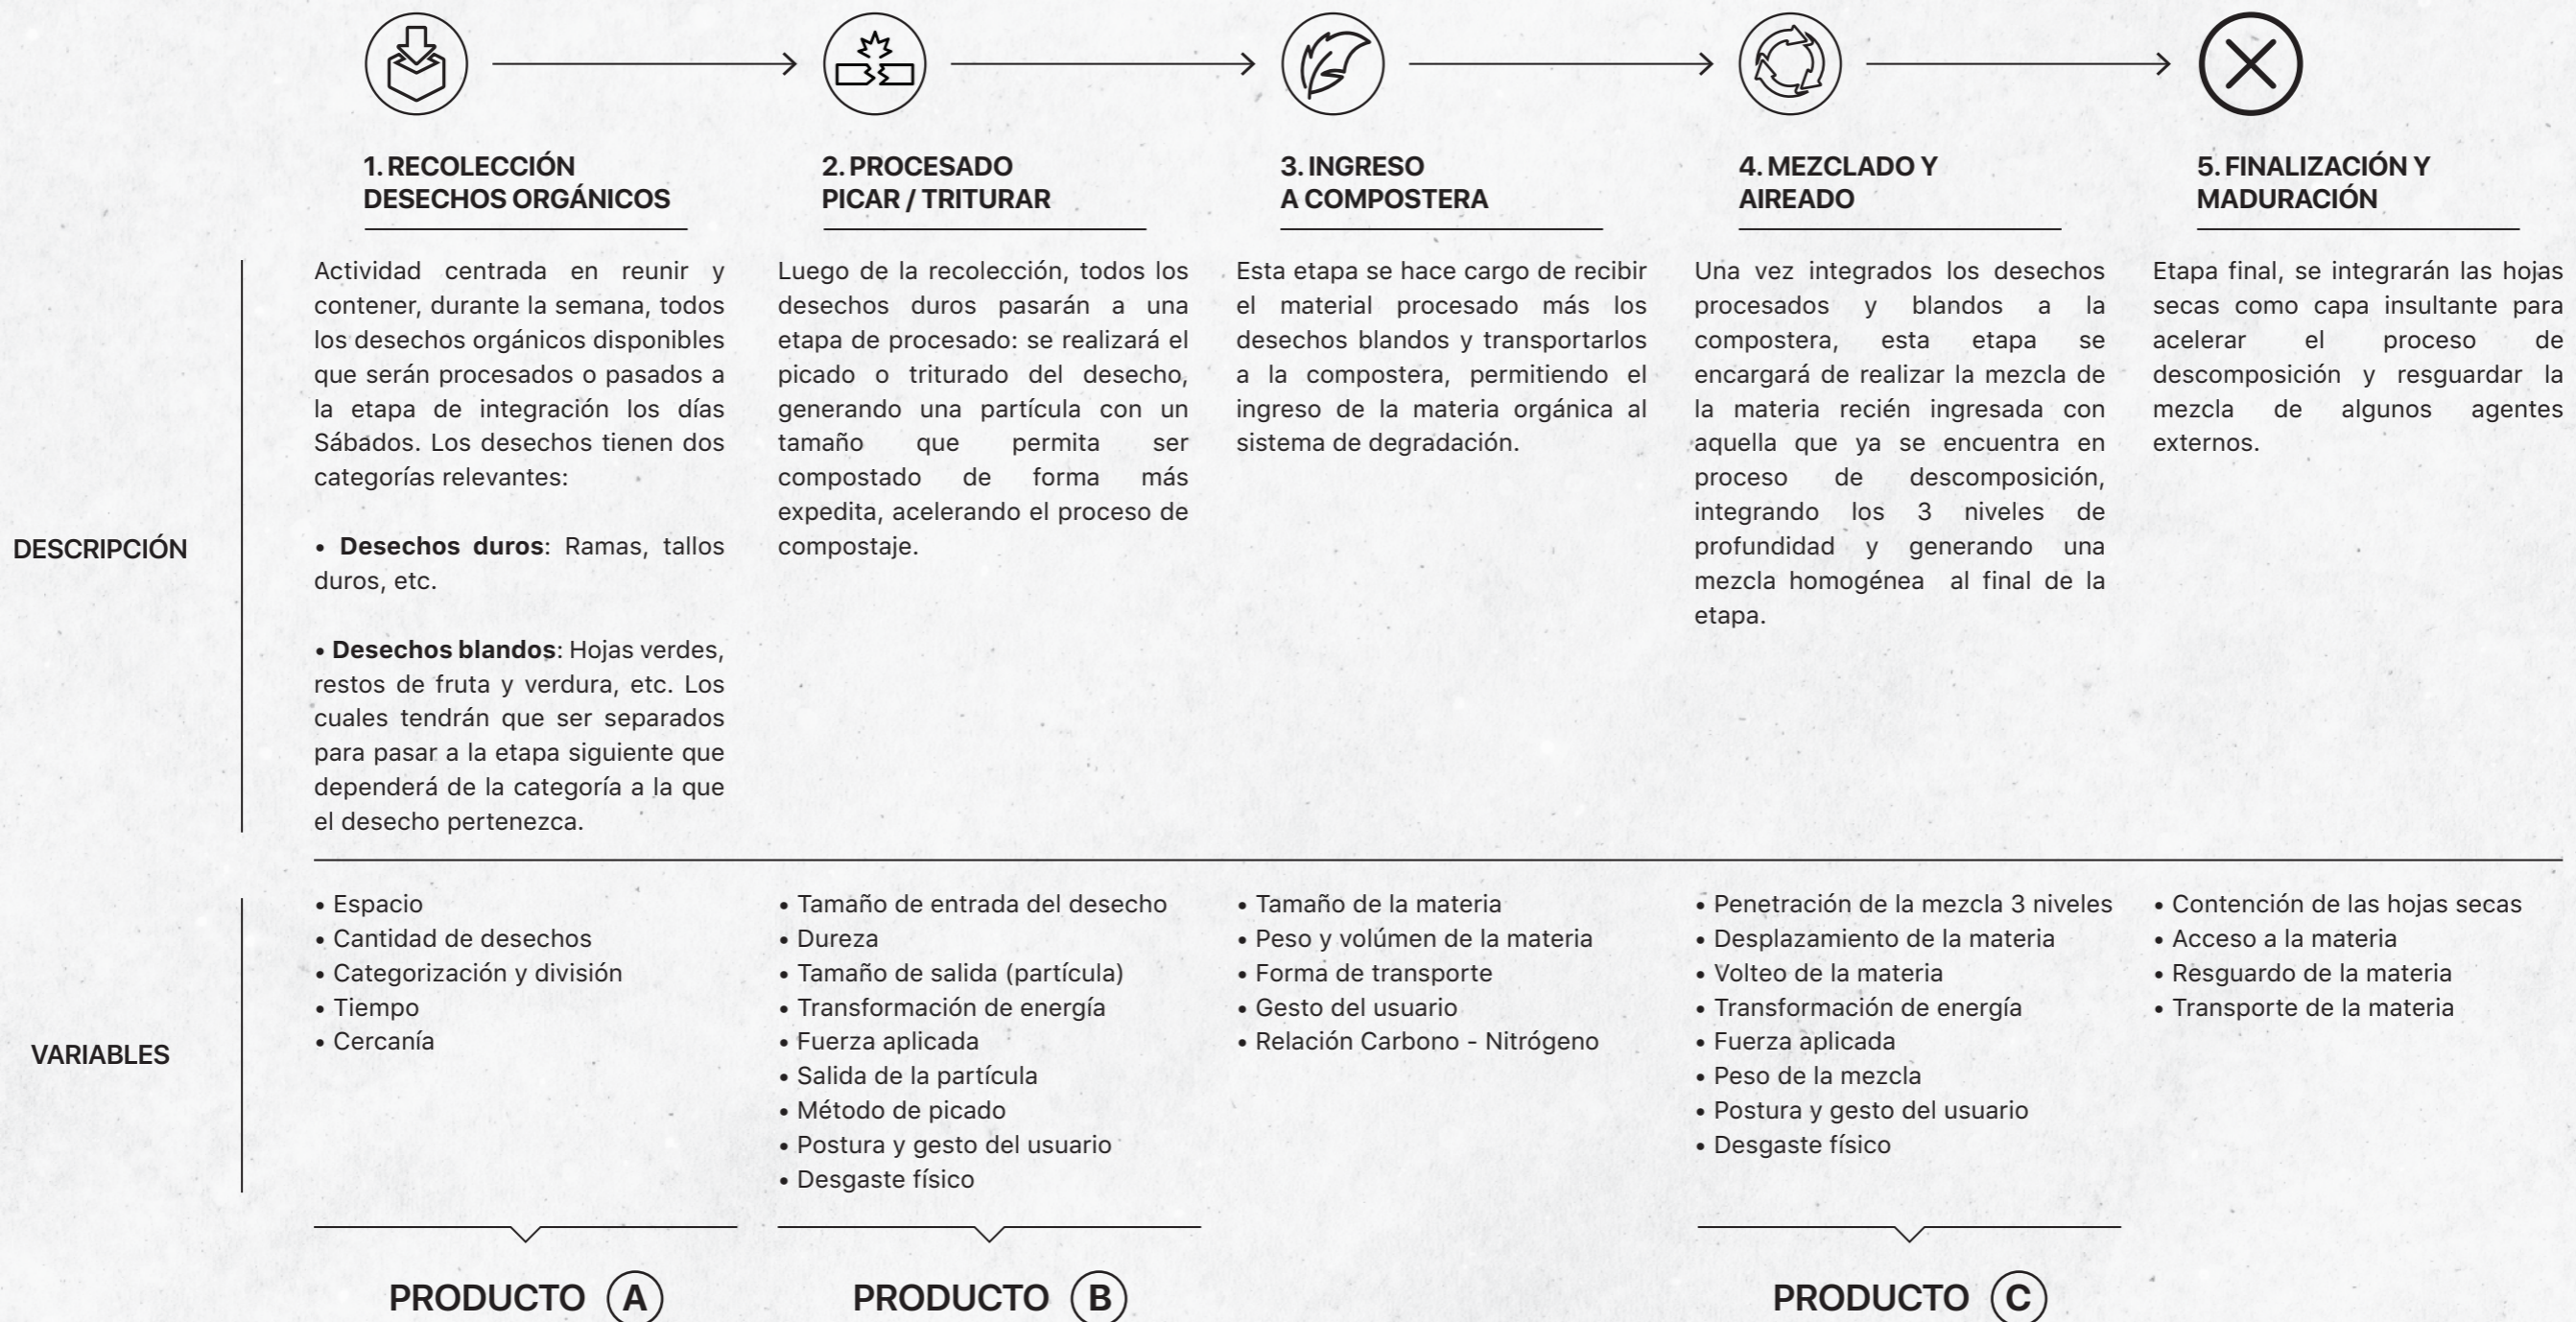 1. RECOLECCIÓN
DESECHOS ORGÁNICOS
2. PROCESADO
PICAR / TRITURAR
3. INGRESO
A COMPOSTERA
4. MEZCLADO Y
AIREADO
5. FINALIZACIÓN Y
MADURACIÓN
DESCRIPCIÓN
Actividad centrada en reunir y
contener, durante la semana, todos
los desechos orgánicos disponibles
que serán procesados o pasados a
la etapa de integración los días
Sábados. Los desechos tienen dos
categorías relevantes:
• Desechos duros: Ramas, tallos
duros, etc.
• Desechos blandos: Hojas verdes,
restos de fruta y verdura, etc. Los
cuales tendrán que ser separados
para pasar a la etapa siguiente que
dependerá de la categoría a la que
el desecho pertenezca.
Luego de la recolección, todos los
desechos duros pasarán a una
etapa de procesado: se realizará el
picado o triturado del desecho,
generando una partícula con un
tamaño que permita ser
compostado de forma más
expedita, acelerando el proceso de
compostaje.
Esta etapa se hace cargo de recibir
el material procesado más los
desechos blandos y transportarlos
a la compostera, permitiendo el
ingreso de la materia orgánica al
sistema de degradación.
Una vez integrados los desechos
procesados y blandos a la
compostera, esta etapa se
encargará de realizar la mezcla de
la materia recién ingresada con
aquella que ya se encuentra en
proceso de descomposición,
integrando los 3 niveles de
profundidad y generando una
mezcla homogénea al final de la
etapa.
Etapa final, se integrarán las hojas
secas como capa insultante para
acelerar el proceso de
descomposición y resguardar la
mezcla de algunos agentes
externos.
VARIABLES
• Espacio
• Cantidad de desechos
• Categorización y división
• Tiempo
• Cercanía
• Tamaño de entrada del desecho
• Dureza
• Tamaño de salida (partícula)
• Transformación de energía
• Fuerza aplicada
• Salida de la partícula
• Método de picado
• Postura y gesto del usuario
• Desgaste físico
• Tamaño de la materia
• Peso y volúmen de la materia
• Forma de transporte
• Gesto del usuario
• Relación Carbono - Nitrógeno
• Penetración de la mezcla 3 niveles
• Desplazamiento de la materia
• Volteo de la materia
• Transformación de energía
• Fuerza aplicada
• Peso de la mezcla
• Postura y gesto del usuario
• Desgaste físico
• Contención de las hojas secas
• Acceso a la materia
• Resguardo de la materia
• Transporte de la materia
PRODUCTO A
PRODUCTO B
PRODUCTO C